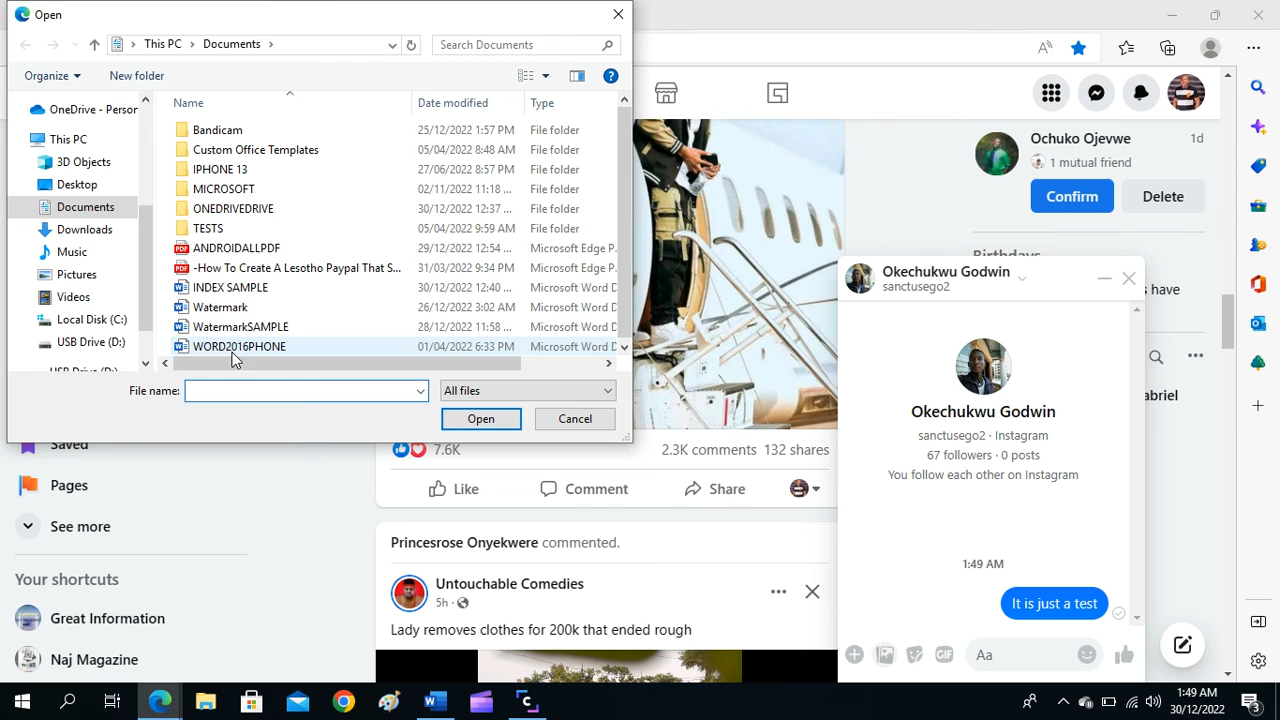 Open
This PC
Documents
Search Documents
Organize
New folder
Name
Date modified
Type
OneDrive - Person
This PC
3D Objects
Desktop
Documents
Downloads
Music
Pictures
Videos
Local Disk (C:)
USB Drive (D:)
Bandicam 25/12/2022 1:57 PM File folder
Custom Office Templates 05/04/2022 8:48 AM File folder
IPHONE 13 27/06/2022 8:57 PM File folder
MICROSOFT 02/11/2022 11:18 ... File folder
ONEDRIVEDRIVE 30/12/2022 12:37 ... File folder
TESTS 05/04/2022 9:59 AM File folder
ANDROIDALLPDF 29/12/2022 12:54 ... Microsoft Edge P
-How To Create A Lesotho Paypal That S... 31/03/2022 9:34 PM Microsoft Edge P
INDEX SAMPLE 30/12/2022 12:40 ... Microsoft Word D
Watermark 26/12/2022 3:02 AM Microsoft Word D
WatermarkSAMPLE 28/12/2022 11:58 ... Microsoft Word D
WORD2016PHONE 01/04/2022 6:33 PM Microsoft Word D
File name:
All files
Open
Cancel
Saved
Pages
See more
Your shortcuts
Great Information
Naj Magazine
7.6K
2.3K comments 132 shares
Like
Comment
Share
Princesrose Onyekwere commented.
Untouchable Comedies
5h ·
Lady removes clothes for 200k that ended rough
Ochuko Ojevwe
1d
1 mutual friend
Confirm
Delete
Birthdays
s have
abriel
Okechukwu Godwin
sanctusego2
Okechukwu Godwin
sanctusego2 · Instagram
67 followers · 0 posts
You follow each other on Instagram
1:49 AM
It is just a test
GIF
Aa
1:49 AM
30/12/2022
3